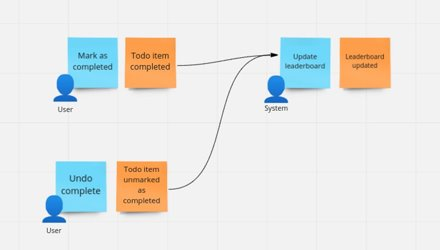 Mark as
completed
Todo item
completed
User
Update
leaderboard
Leaderboard
updated
System
Undo
complete
Todo item
unmarked
as
completed
User